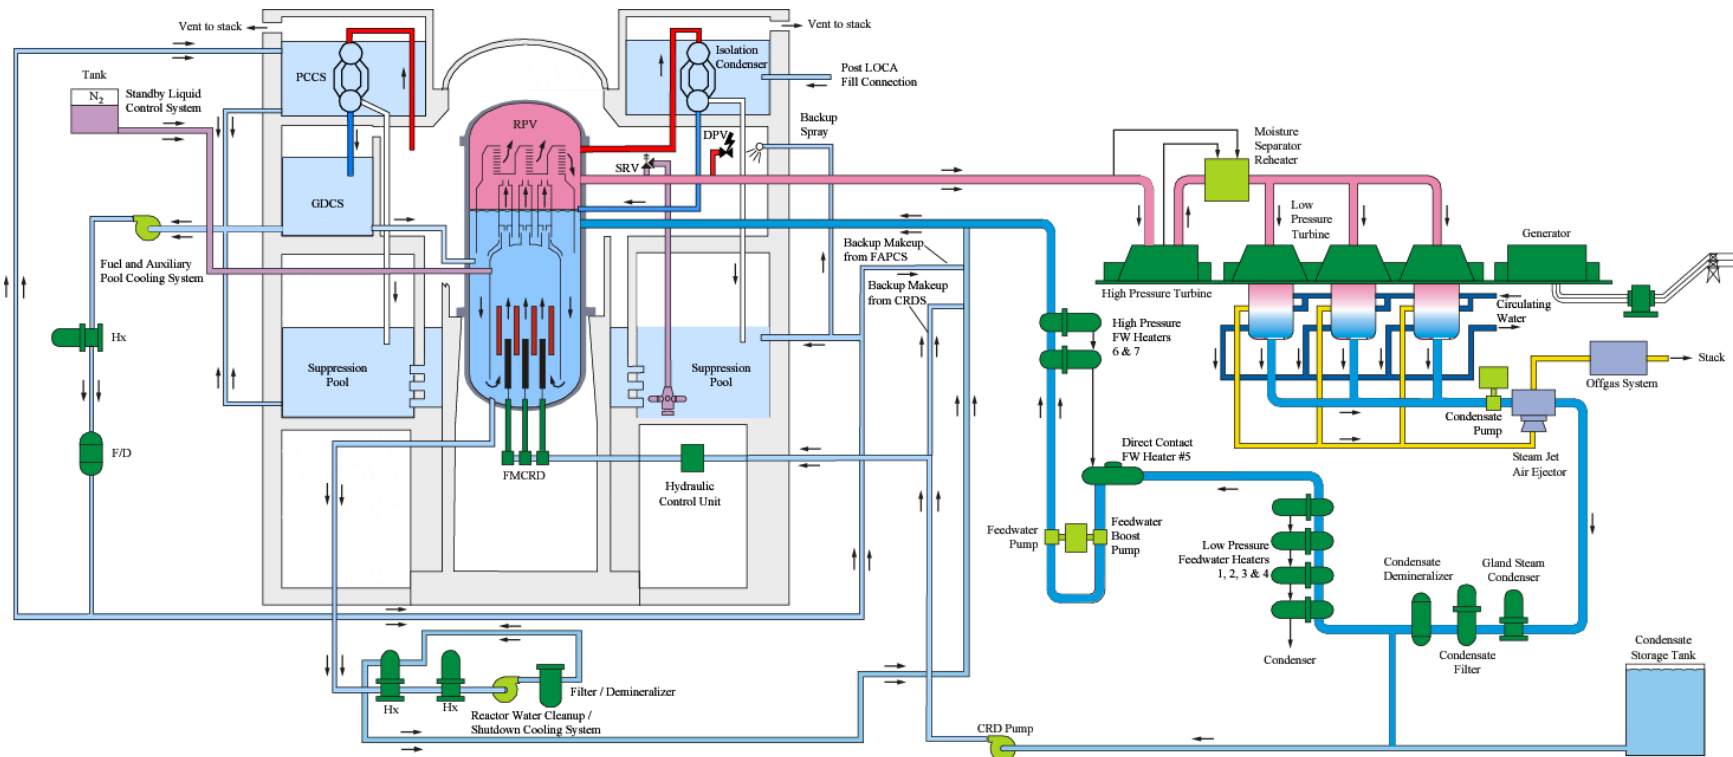 Vent to stack
Vent to stack
Tank
N2
Standby Liquid
Control System
PCCS
Isolation
Condenser
Post LOCA
Fill Connection
RPV
DPV
SRV
Backup
Spray
Moisture
Separator
Reheater
GDCS
Low
Pressure
Turbine
Generator
Fuel and Auxiliary
Pool Cooling System
Backup Makeup
from FAPCS
Backup Makeup
from CRDS
High Pressure Turbine
Circulating
Water
Hx
High Pressure
FW Heaters
6 & 7
Suppression
Pool
Suppression
Pool
Stack
Offgas System
Condensate
Pump
Steam Jet
Air Ejector
F/D
Direct Contact
FW Heater #5
FMCRD
Hydraulic
Control Unit
Feedwater
Pump
Feedwater
Boost
Pump
Low Pressure
Feedwater Heaters
1, 2, 3 & 4
Condensate
Demineralizer
Gland Steam
Condenser
Condenser
Condensate
Filter
Condensate
Storage Tank
Filter / Demineralizer
Hx
Hx
Reactor Water Cleanup /
Shutdown Cooling System
CRD Pump